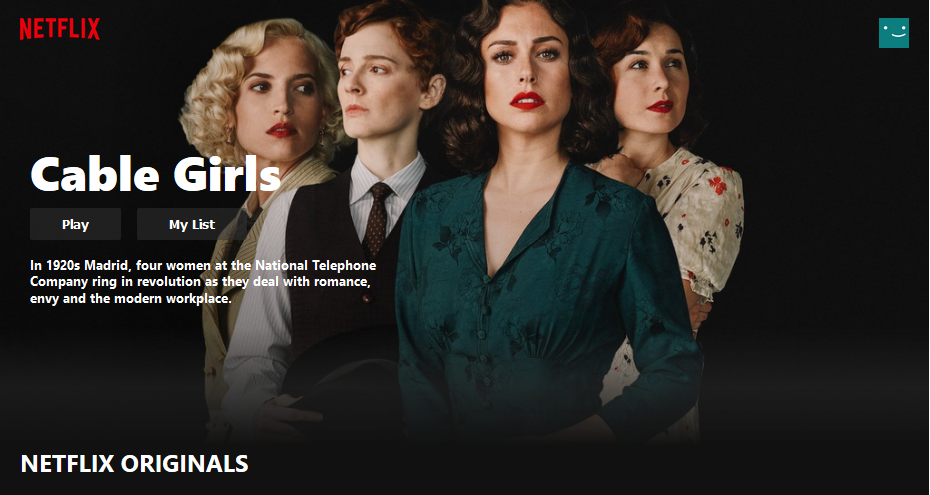 NETFLIX
Cable Girls
Play
My List
In 1920s Madrid, four women at the National Telephone
Company ring in revolution as they deal with romance,
envy and the modern workplace.
NETFLIX ORIGINALS